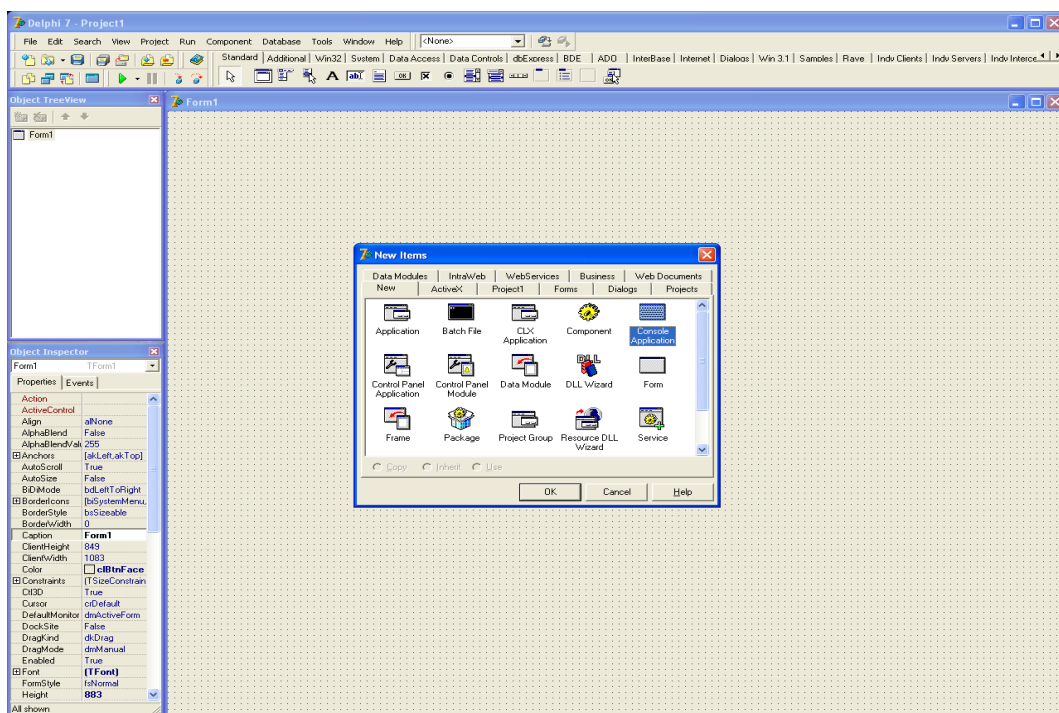 Delphi 7 - Project1
File Edit Search View Project Run Component Database Tools Window Help <None>
Standard Additional Win32 System Data Access Data Controls dbExpress BDE ADO InterBase Internet Dialogs Win 3.1 Samples Rave Indy Clients Indy Servers Indy Interce
Object TreeView
Form1
Form1
New Items
Data Modules IntraWeb WebServices Business Web Documents
New ActiveX Project1 Forms Dialogs Projects
Application
Batch File
CLX Application
Component
Console Application
Control Panel Application
Control Panel Module
Data Module
DLL Wizard
Form
Frame
Package
Project Group
Resource DLL Wizard
Service
Copy Inherit Use
OK Cancel Help
Object Inspector
Form1 TForm1
Properties Events
Action
ActiveControl
Align alNone
AlphaBlend False
AlphaBlendValu 255
Anchors [akLeft,akTop]
AutoScroll True
AutoSize False
BiDiMode bdLeftToRight
BorderIcons [biSystemMenu,
BorderStyle bsSizeable
BorderWidth 0
Caption Form1
ClientHeight 849
ClientWidth 1083
Color clBtnFace
Constraints (TSizeConstrain
Ctl3D True
Cursor crDefault
DefaultMonitor dmActiveForm
DockSite False
DragKind dkDrag
DragMode dmManual
Enabled True
Font (TFont)
FormStyle fsNormal
Height 883
All shown